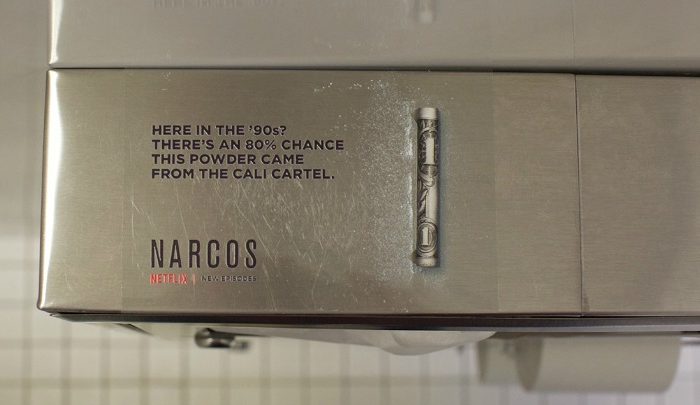 HERE IN THE '90s?
THERE'S AN 80% CHANCE
THIS POWDER CAME
FROM THE CALI CARTEL.
NARCOS
NETFLIX | NEW EPISODES
1